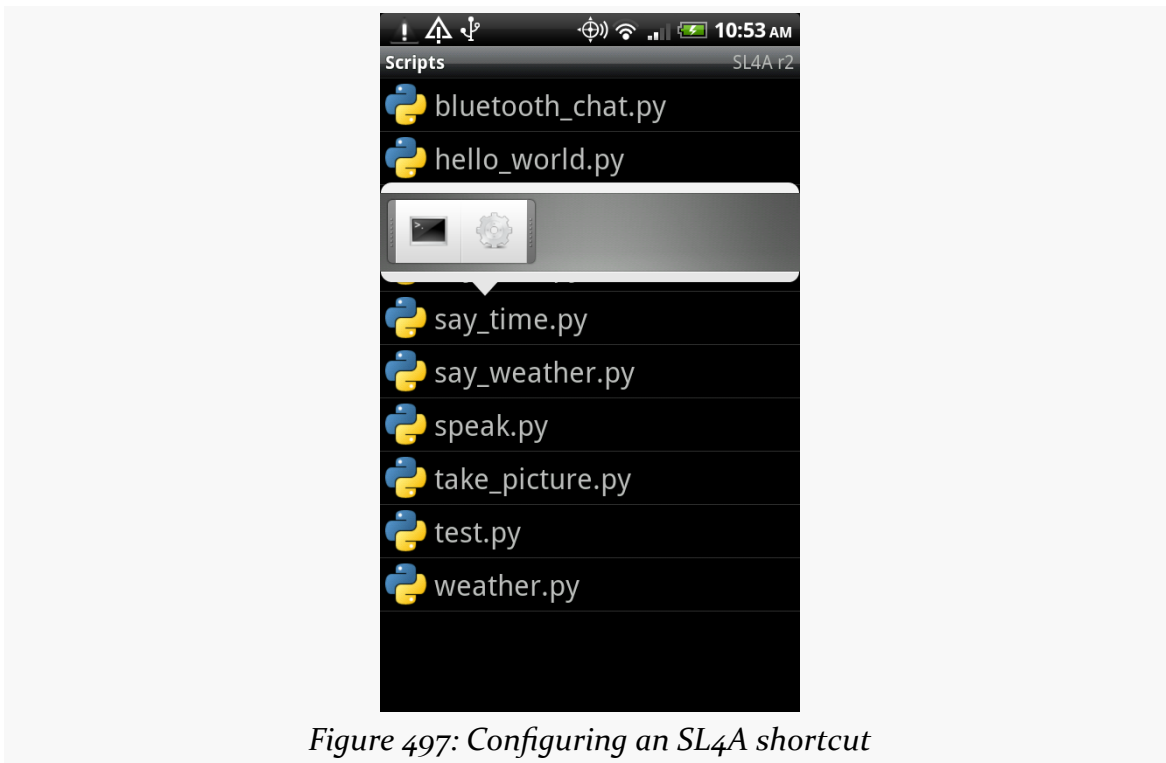 10:53 AM
Scripts SL4A r2
bluetooth_chat.py
hello_world.py
>.
say_time.py
say_weather.py
speak.py
take_picture.py
test.py
weather.py
Figure 497: Configuring an SL4A shortcut